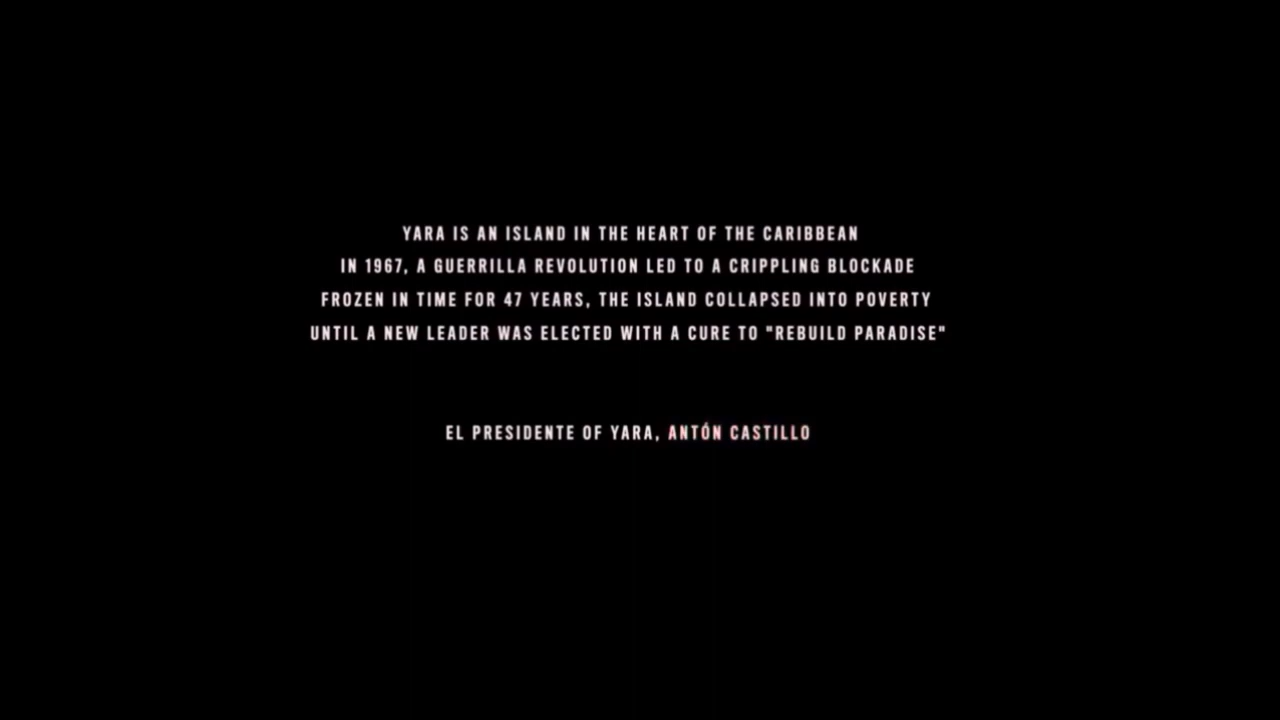 YARA IS AN ISLAND IN THE HEART OF THE CARIBBEAN
IN 1967, A GUERRILLA REVOLUTION LED TO A CRIPPLING BLOCKADE
FROZEN IN TIME FOR 47 YEARS, THE ISLAND COLLAPSED INTO POVERTY
UNTIL A NEW LEADER WAS ELECTED WITH A CURE TO "REBUILD PARADISE"
EL PRESIDENTE OF YARA, ANTÓN CASTILLO